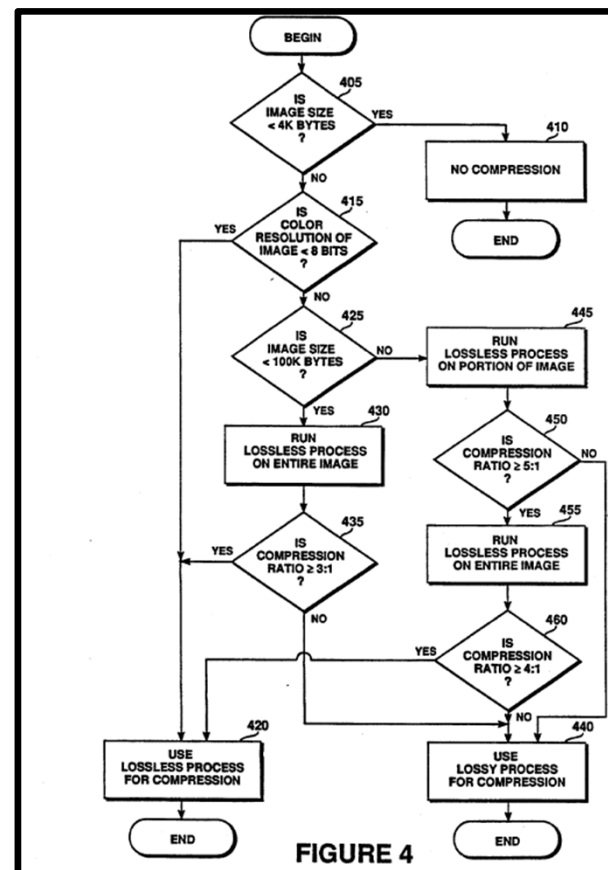 BEGIN
405
IS
IMAGE SIZE
< 4K BYTES
?
YES
NO
410
NO COMPRESSION
END
415
IS
COLOR
RESOLUTION OF
IMAGE < 8 BITS
?
YES
NO
425
IS
IMAGE SIZE
< 100K BYTES
?
NO
YES
445
RUN
LOSSLESS PROCESS
ON PORTION OF IMAGE
430
RUN
LOSSLESS PROCESS
ON ENTIRE IMAGE
450
IS
COMPRESSION
RATIO ≥ 5:1
?
NO
YES
435
IS
COMPRESSION
RATIO ≥ 3:1
?
YES
NO
455
RUN
LOSSLESS PROCESS
ON ENTIRE IMAGE
460
IS
COMPRESSION
RATIO ≥ 4:1
?
YES
NO
420
USE
LOSSLESS PROCESS
FOR COMPRESSION
END
440
USE
LOSSY PROCESS
FOR COMPRESSION
END
FIGURE 4